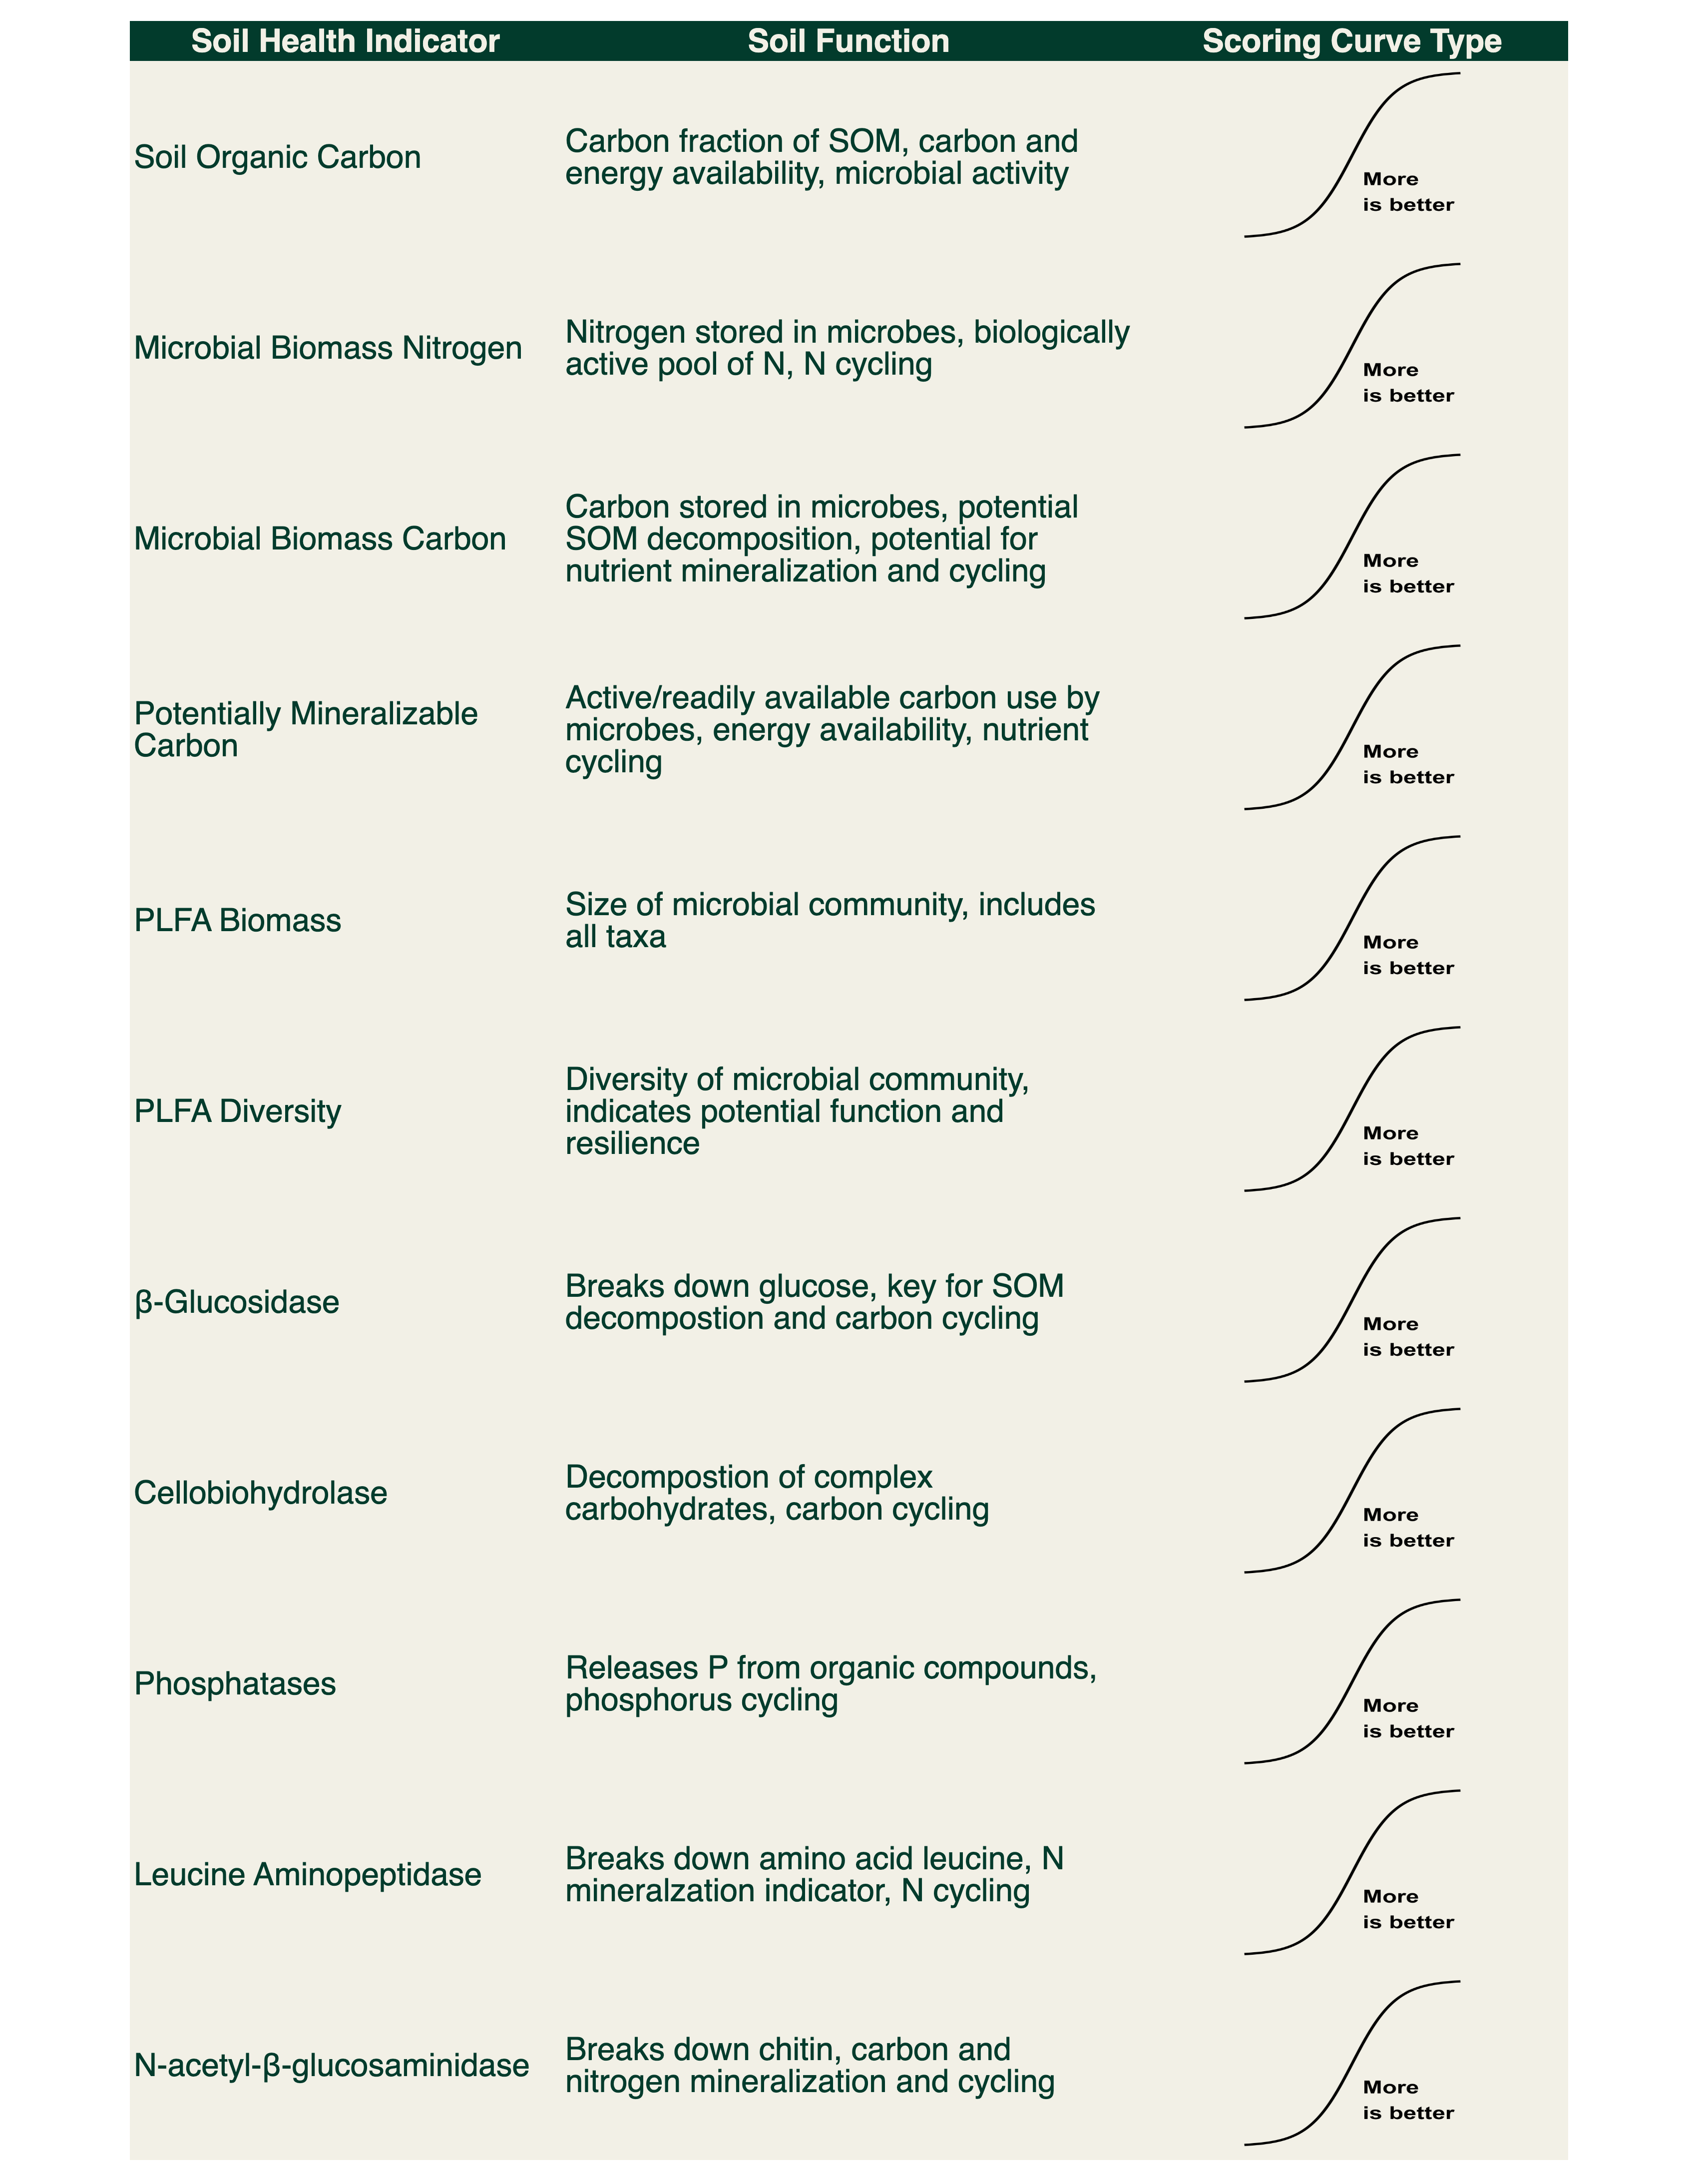 Soil Health Indicator Soil Function Scoring Curve Type
Soil Organic Carbon
Carbon fraction of SOM, carbon and
energy availability, microbial activity
More
is better
Microbial Biomass Nitrogen
Nitrogen stored in microbes, biologically
active pool of N, N cycling
More
is better
Microbial Biomass Carbon
Carbon stored in microbes, potential
SOM decomposition, potential for
nutrient mineralization and cycling
More
is better
Potentially Mineralizable
Carbon
Active/readily available carbon use by
microbes, energy availability, nutrient
cycling
More
is better
PLFA Biomass
Size of microbial community, includes
all taxa
More
is better
PLFA Diversity
Diversity of microbial community,
indicates potential function and
resilience
More
is better
β-Glucosidase
Breaks down glucose, key for SOM
decompostion and carbon cycling
More
is better
Cellobiohydrolase
Decompostion of complex
carbohydrates, carbon cycling
More
is better
Phosphatases
Releases P from organic compounds,
phosphorus cycling
More
is better
Leucine Aminopeptidase
Breaks down amino acid leucine, N
mineralzation indicator, N cycling
More
is better
N-acetyl-β-glucosaminidase
Breaks down chitin, carbon and
nitrogen mineralization and cycling
More
is better